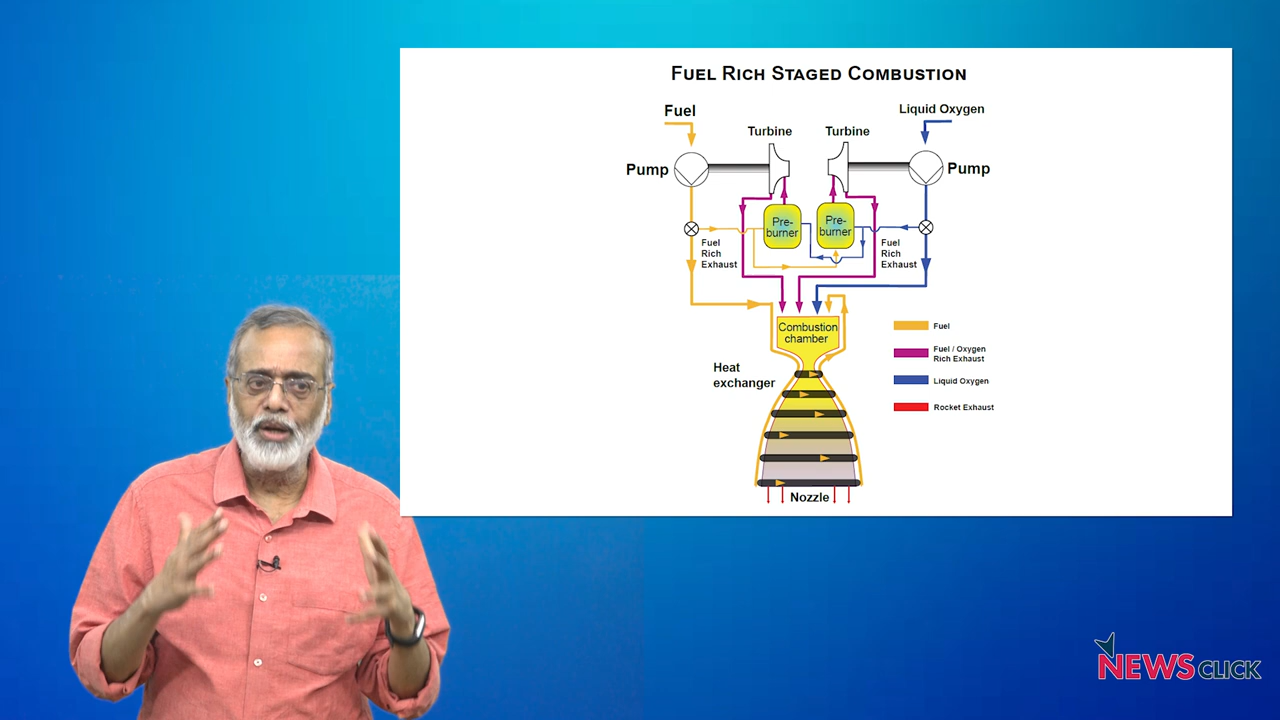 FUEL RICH STAGED COMBUSTION
Fuel
Liquid Oxygen
Turbine
Turbine
Pump
Pump
Pre-
burner
Pre-
burner
Fuel
Rich
Exhaust
Fuel
Rich
Exhaust
Combustion
chamber
Heat
exchanger
Nozzle
Fuel
Fuel / Oxygen
Rich Exhaust
Liquid Oxygen
Rocket Exhaust
NEWSCLICK